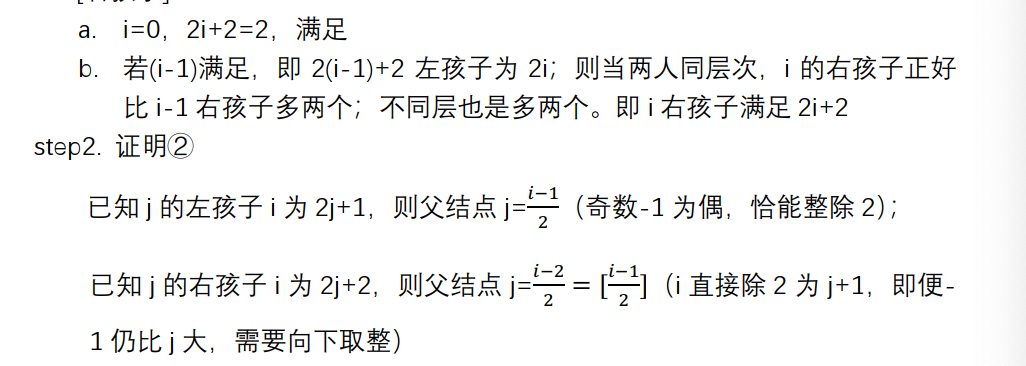 a. i=0，2i+2=2，满足
b. 若(i-1)满足，即 2(i-1)+2 左孩子为 2i；则当两人同层次，i 的右孩子正好
比 i-1 右孩子多两个；不同层也是多两个。即 i 右孩子满足 2i+2
step2. 证明②
已知 j 的左孩子 i 为 2j+1，则父结点 j=\frac{i-1}{2}（奇数-1 为偶，恰能整除 2）；
已知 j 的右孩子 i 为 2j+2，则父结点 j=\frac{i-2}{2} = [\frac{i-1}{2}]（i 直接除 2 为 j+1，即便-
1 仍比 j 大，需要向下取整）